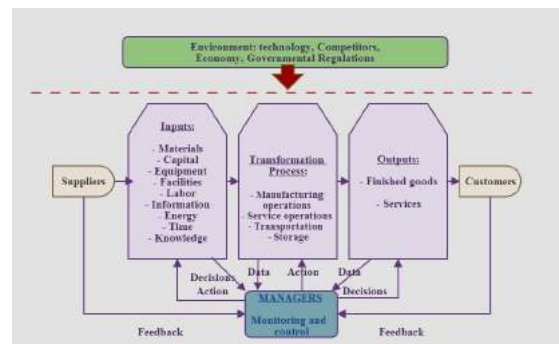 Environment: technology, Competitors,
Economy, Governmental Regulations
Inputs:
- Materials
- Capital
- Equipment
- Facilities
- Labor
- Information
- Energy
- Time
- Knowledge
Transformation
Process:
- Manufacturing
operations
- Service operations
- Transportation
- Storage
Outputs:
- Finished goods
- Services
Suppliers
Customers
Decisions
Action
Data
Action
Data
Decisions
MANAGERS
Monitoring and
control
Feedback
Feedback